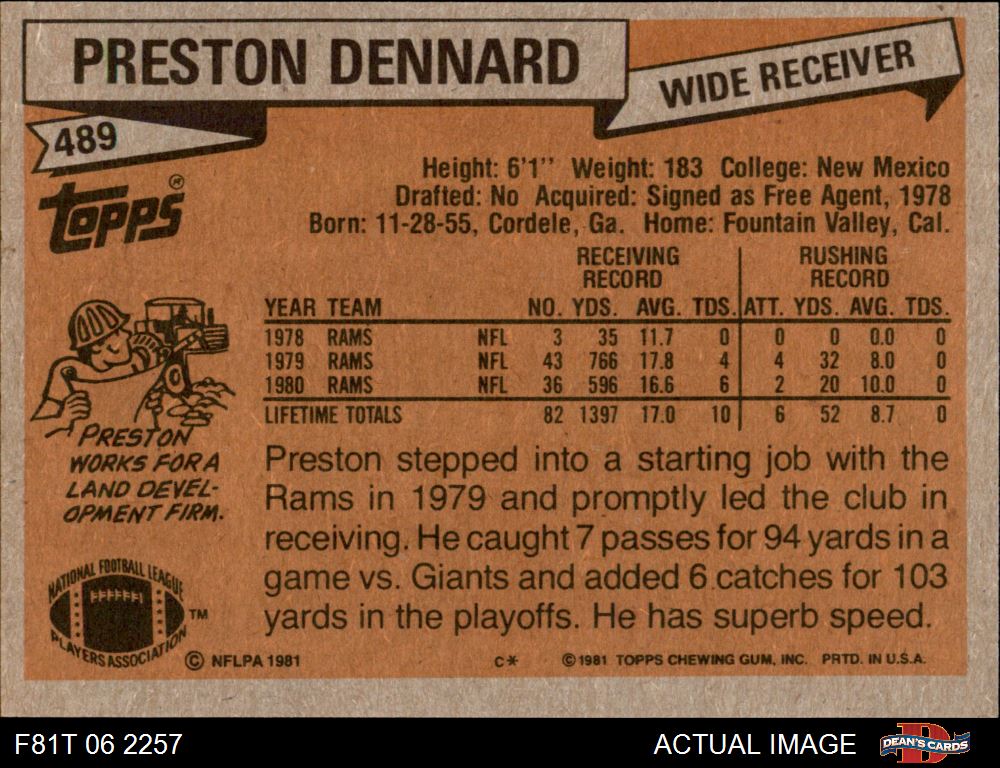 PRESTON DENNARD
WIDE RECEIVER
489
Topps®
Height: 6'1'' Weight: 183 College: New Mexico
Drafted: No Acquired: Signed as Free Agent, 1978
Born: 11-28-55, Cordele, Ga. Home: Fountain Valley, Cal.
RECEIVING RECORD RUSHING RECORD
YEAR TEAM NO. YDS. AVG. TDS. ATT. YDS. AVG. TDS.
1978 RAMS NFL 3 35 11.7 0 0 0 0.0 0
1979 RAMS NFL 43 766 17.8 4 4 32 8.0 0
1980 RAMS NFL 36 596 16.6 6 2 20 10.0 0
LIFETIME TOTALS 82 1397 17.0 10 6 52 8.7 0
PRESTON
WORKS FOR A
LAND DEVEL-
OPMENT FIRM.
Preston stepped into a starting job with the
Rams in 1979 and promptly led the club in
receiving. He caught 7 passes for 94 yards in a
game vs. Giants and added 6 catches for 103
yards in the playoffs. He has superb speed.
NATIONAL FOOTBALL LEAGUE
PLAYERS ASSOCIATION
TM
© NFLPA 1981
C* © 1981 TOPPS CHEWING GUM, INC. PRTD. IN U.S.A.
F81T 06 2257
ACTUAL IMAGE
D
DEAN'S CARDS